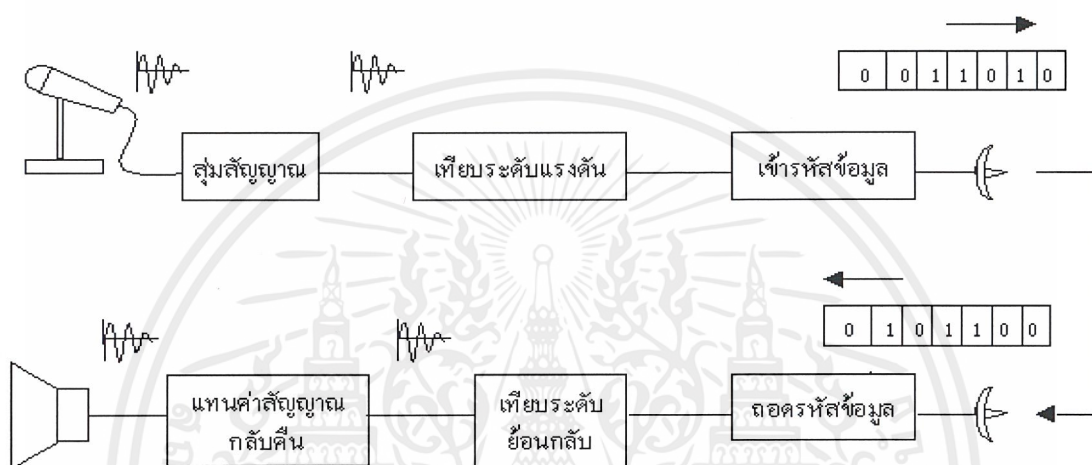 0 0 1 1 0 1 0
สุ่มสัญญาณ
เทียบระดับแรงดัน
เข้ารหัสข้อมูล
0 1 0 1 1 0 0
แทนค่าสัญญาณ
กลับคืน
เทียบระดับ
ย้อนกลับ
ถอดรหัสข้อมูล